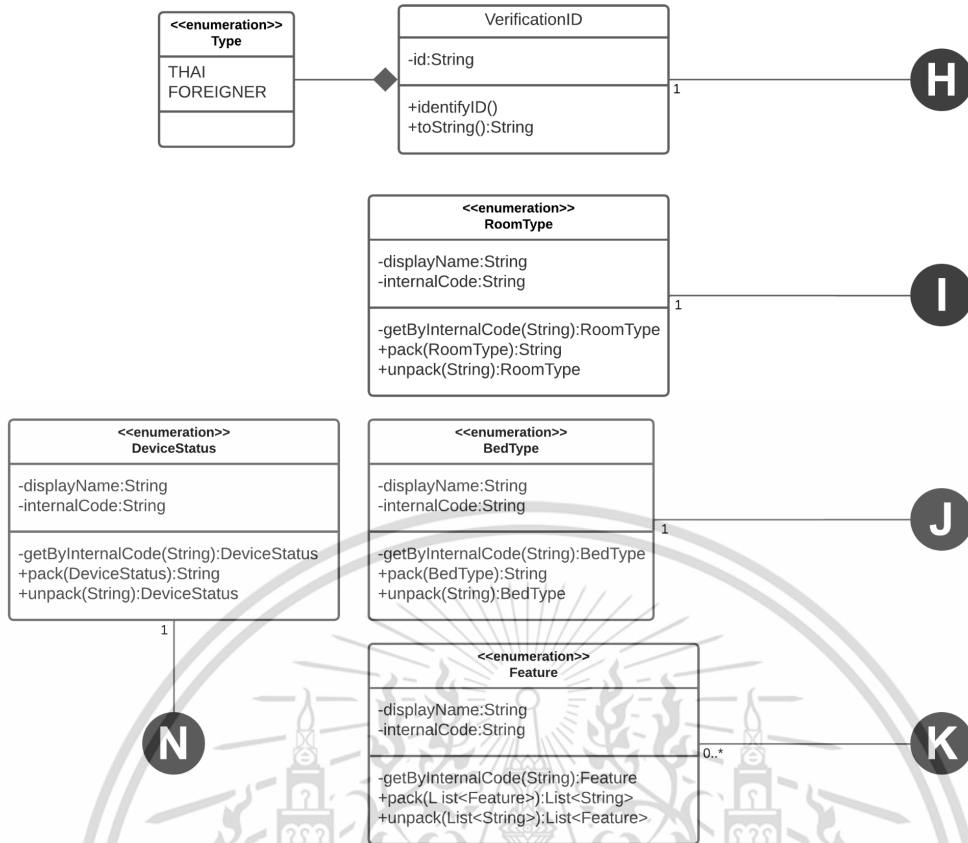 <<enumeration>>
Type
THAI
FOREIGNER
VerificationID
-id:String
+identifyID()
+toString():String
1
H
<<enumeration>>
RoomType
-displayName:String
-internalCode:String
-getByInternalCode(String):RoomType
+pack(RoomType):String
+unpack(String):RoomType
1
I
<<enumeration>>
DeviceStatus
-displayName:String
-internalCode:String
-getByInternalCode(String):DeviceStatus
+pack(DeviceStatus):String
+unpack(String):DeviceStatus
1
N
<<enumeration>>
BedType
-displayName:String
-internalCode:String
-getByInternalCode(String):BedType
+pack(BedType):String
+unpack(String):BedType
1
J
<<enumeration>>
Feature
-displayName:String
-internalCode:String
-getByInternalCode(String):Feature
+pack(L ist<Feature>):List<String>
+unpack(List<String>):List<Feature>
0..*
K